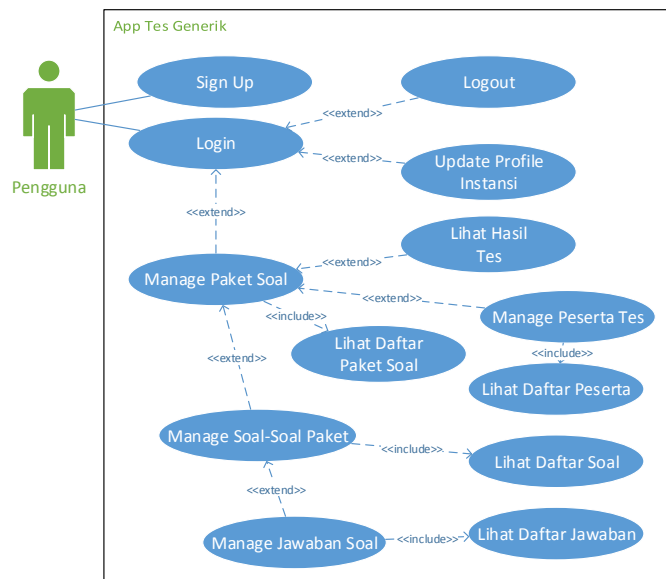 App Tes Generik
Sign Up
Logout
<<extend>>
Login
<<extend>>
Update Profile
Instansi
Pengguna
<<extend>>
Lihat Hasil
Tes
<<extend>>
Manage Paket Soal
<<extend>>
<<include>>
Manage Peserta Tes
Lihat Daftar
Paket Soal
<<include>>
<<extend>>
Lihat Daftar Peserta
Manage Soal-Soal Paket
<<include>>
Lihat Daftar Soal
<<extend>>
Manage Jawaban Soal
<<include>>
Lihat Daftar Jawaban